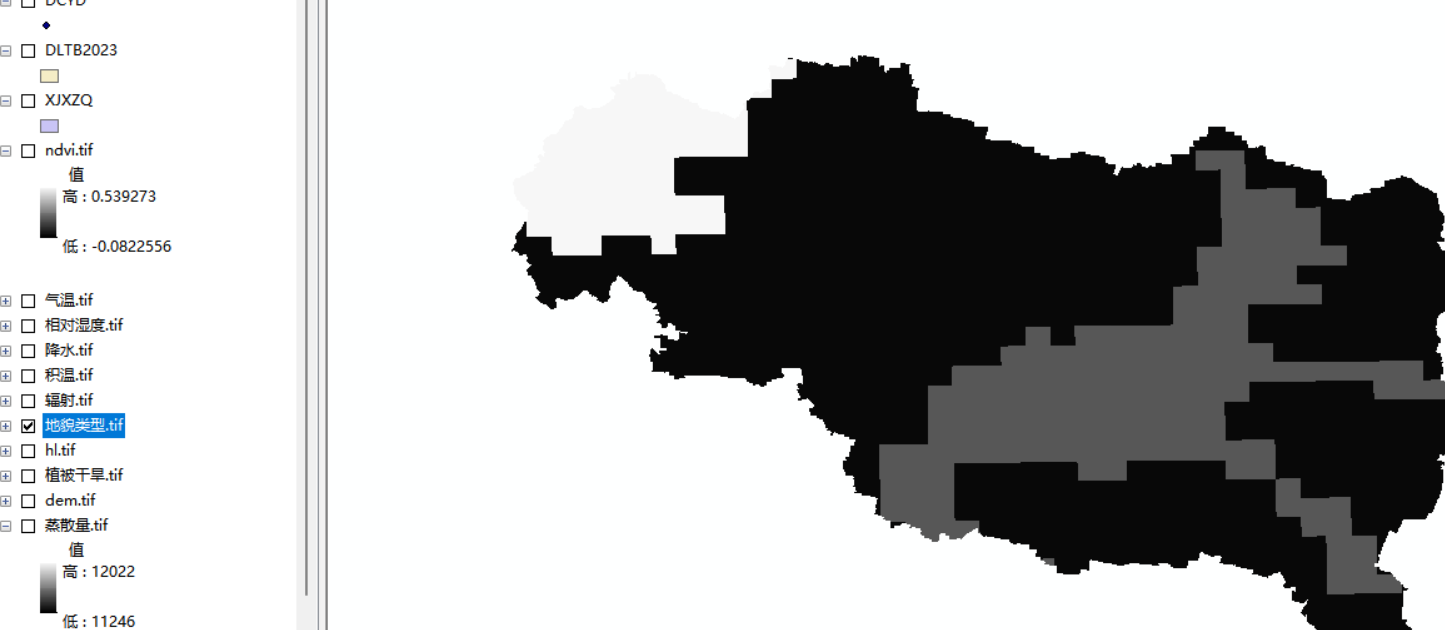 DCYD
DLTB2023
XJXZQ
ndvi.tif
值
高 : 0.539273
低 : -0.0822556
气温.tif
相对湿度.tif
降水.tif
积温.tif
辐射.tif
地貌类型.tif
hl.tif
植被干旱.tif
dem.tif
蒸散量.tif
值
高 : 12022
低 : 11246